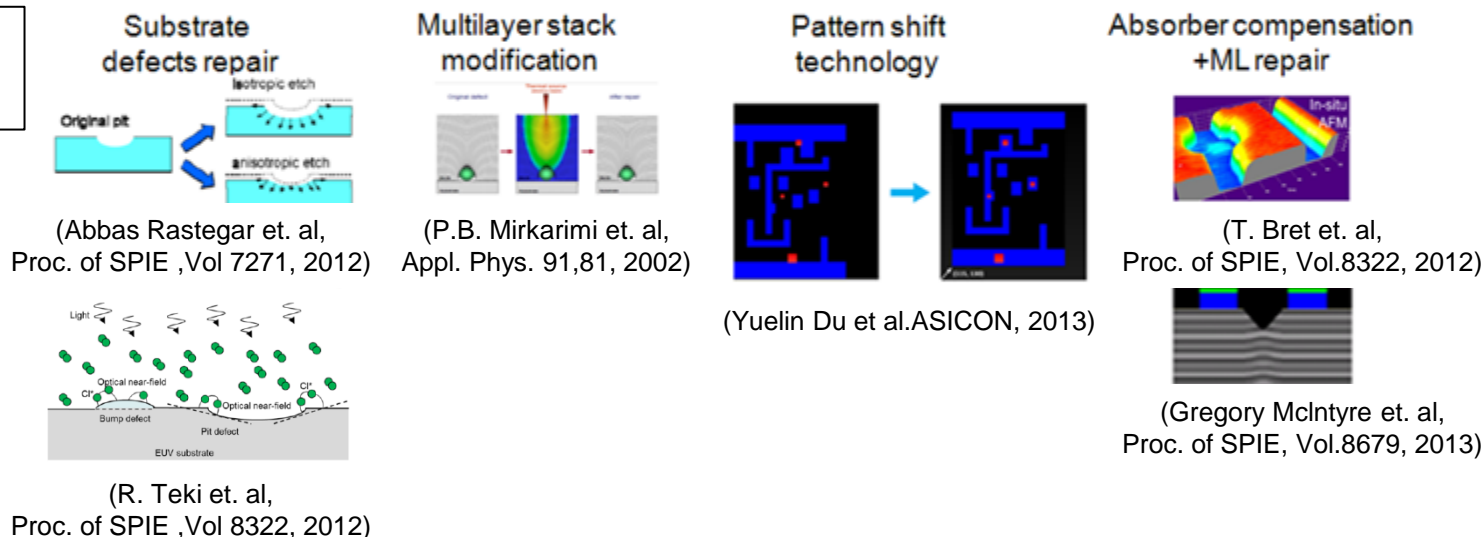 Substrate
defects repair
isotropic etch
Original pit
anisotropic etch
(Abbas Rastegar et. al,
Proc. of SPIE ,Vol 7271, 2012)
Light
Optical near-field
Cl*
Cl*
Optical near-field
Bump defect
Pit defect
EUV substrate
(R. Teki et. al,
Proc. of SPIE ,Vol 8322, 2012)
Multilayer stack
modification
Original defect
After repair
(P.B. Mirkarimi et. al,
Appl. Phys. 91,81, 2002)
Pattern shift
technology
(Yuelin Du et al.ASICON, 2013)
Absorber compensation
+ML repair
In-situ
AFM
(T. Bret et. al,
Proc. of SPIE, Vol.8322, 2012)
(Gregory McIntyre et. al,
Proc. of SPIE, Vol.8679, 2013)